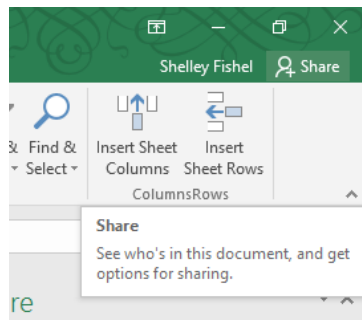 Shelley Fishel Share
& Find & Insert Sheet Insert
Select Columns Sheet Rows
ColumnsRows
Share
See who's in this document, and get
options for sharing.
re